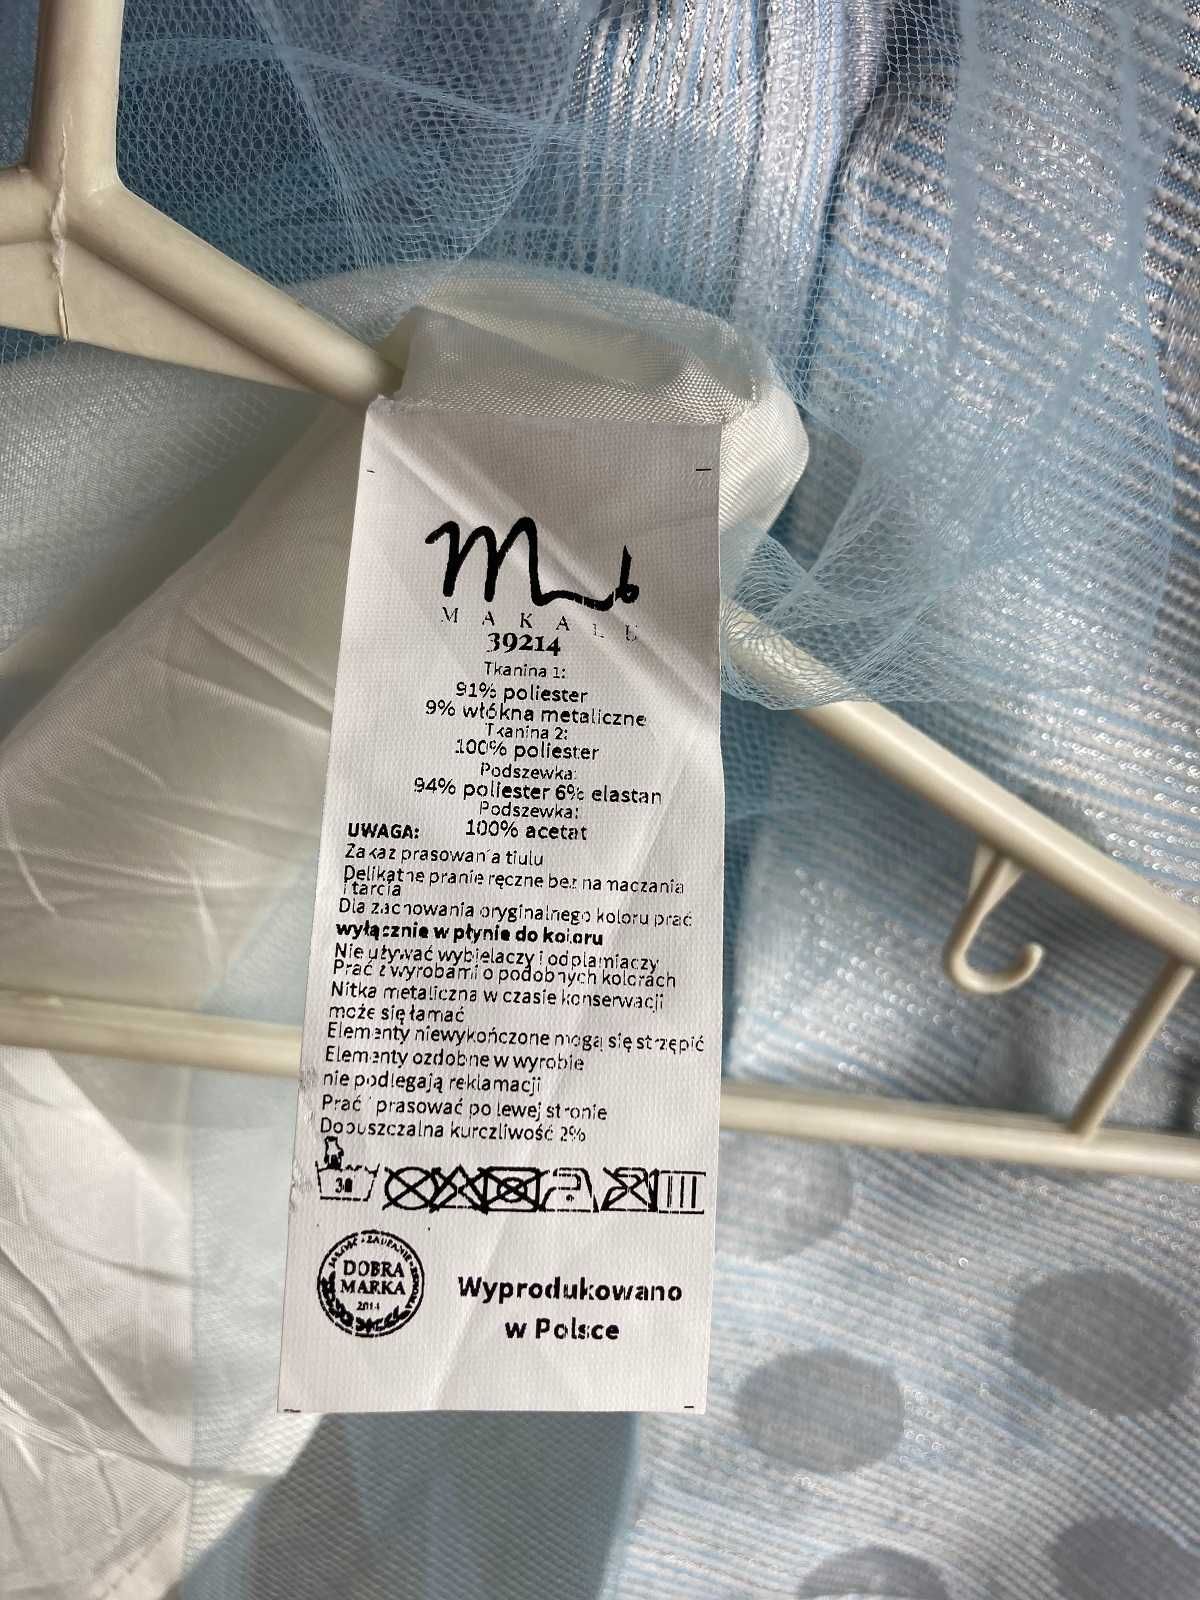 M b
MAKALU
39214
Tkanina 1:
91% poliester
9% włókna metaliczne
Tkanina 2:
100% poliester
Podszewka:
94% poliester 6% elastan
Podszewka:
100% acetat
UWAGA:
Zakaz prasowania tiulu
Delikatne pranie ręczne bez namaczania
i tarcia
Dla zachowania oryginalnego koloru prać
wyłącznie w płynie do koloru
Nie używać wybielaczy i odplamiaczy
Prać z wyrobami o podobnych kolorach
Nitka metaliczna w czasie konserwacji
może się łamać
Elementy niewykończone mogą się strzępić
Elementy ozdobne w wyrobie
nie podlegają reklamacji
Prać i prasować po lewej stronie
Dopuszczalna kurczliwość 2%
30
JAKOŚĆ • ZAUFANIE • RENOMA
DOBRA
MARKA
2014
Wyprodukowano
w Polsce